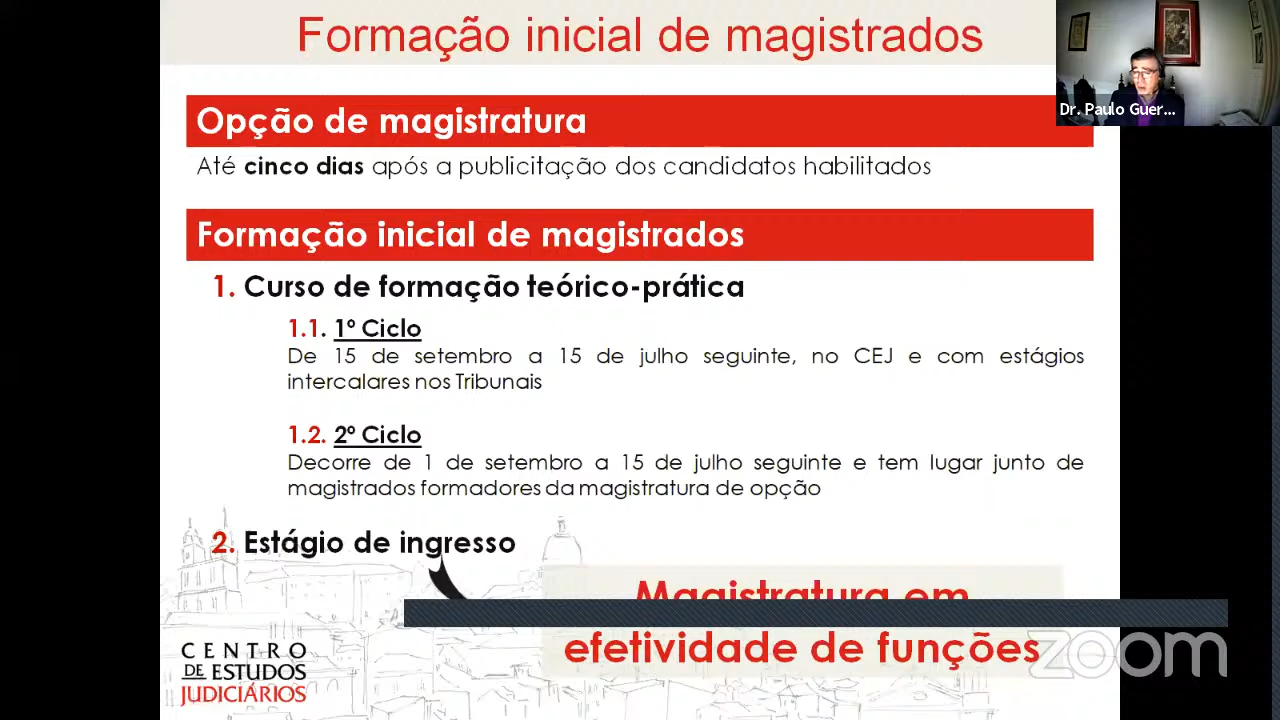 Formação inicial de magistrados
Dr. Paulo Guer...
Opção de magistratura
Até cinco dias após a publicitação dos candidatos habilitados
Formação inicial de magistrados
1. Curso de formação teórico-prática
1.1. 1º Ciclo
De 15 de setembro a 15 de julho seguinte, no CEJ e com estágios
intercalares nos Tribunais
1.2. 2º Ciclo
Decorre de 1 de setembro a 15 de julho seguinte e tem lugar junto de
magistrados formadores da magistratura de opção
2. Estágio de ingresso
Magistratura em
efetividade de funções
CENTRO
DE ESTUDOS
JUDICIÁRIOS
zoom